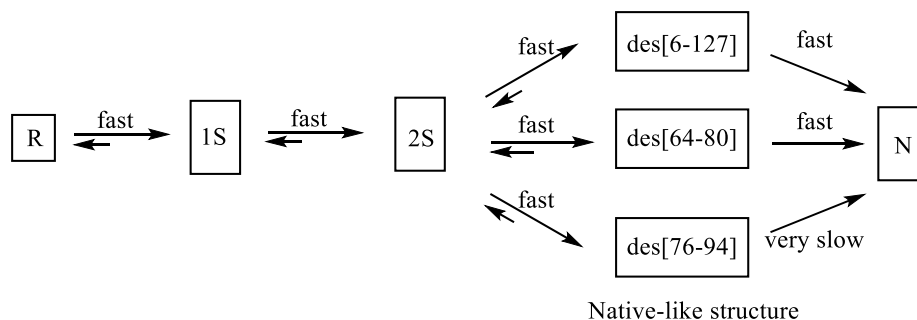 R
fast
1S
fast
2S
fast
des[6-127]
fast
fast
des[64-80]
fast
N
fast
des[76-94]
very slow
Native-like structure